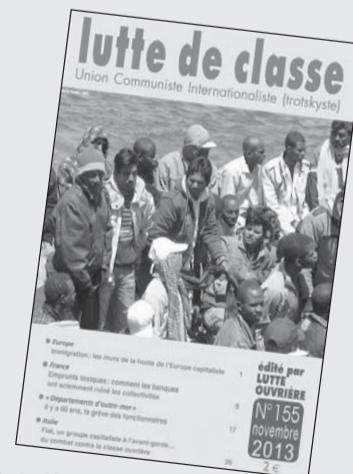 lutte de classe
Union Communiste Internationaliste (trotskyste)
● Europe
Immigration : les murs de la honte de l'Europe capitaliste 1
● France
Emprunts toxiques : comment les banques
ont sciemment ruiné les collectivités 9
● « Départements d'outre-mer »
Il y a 60 ans, la grève des fonctionnaires 17
● Italie
Fiat, un groupe capitaliste à l'avant-garde...
du combat contre la classe ouvrière
édité par
LUTTE
OUVRIÈRE
N°155
novembre
2013
2 €